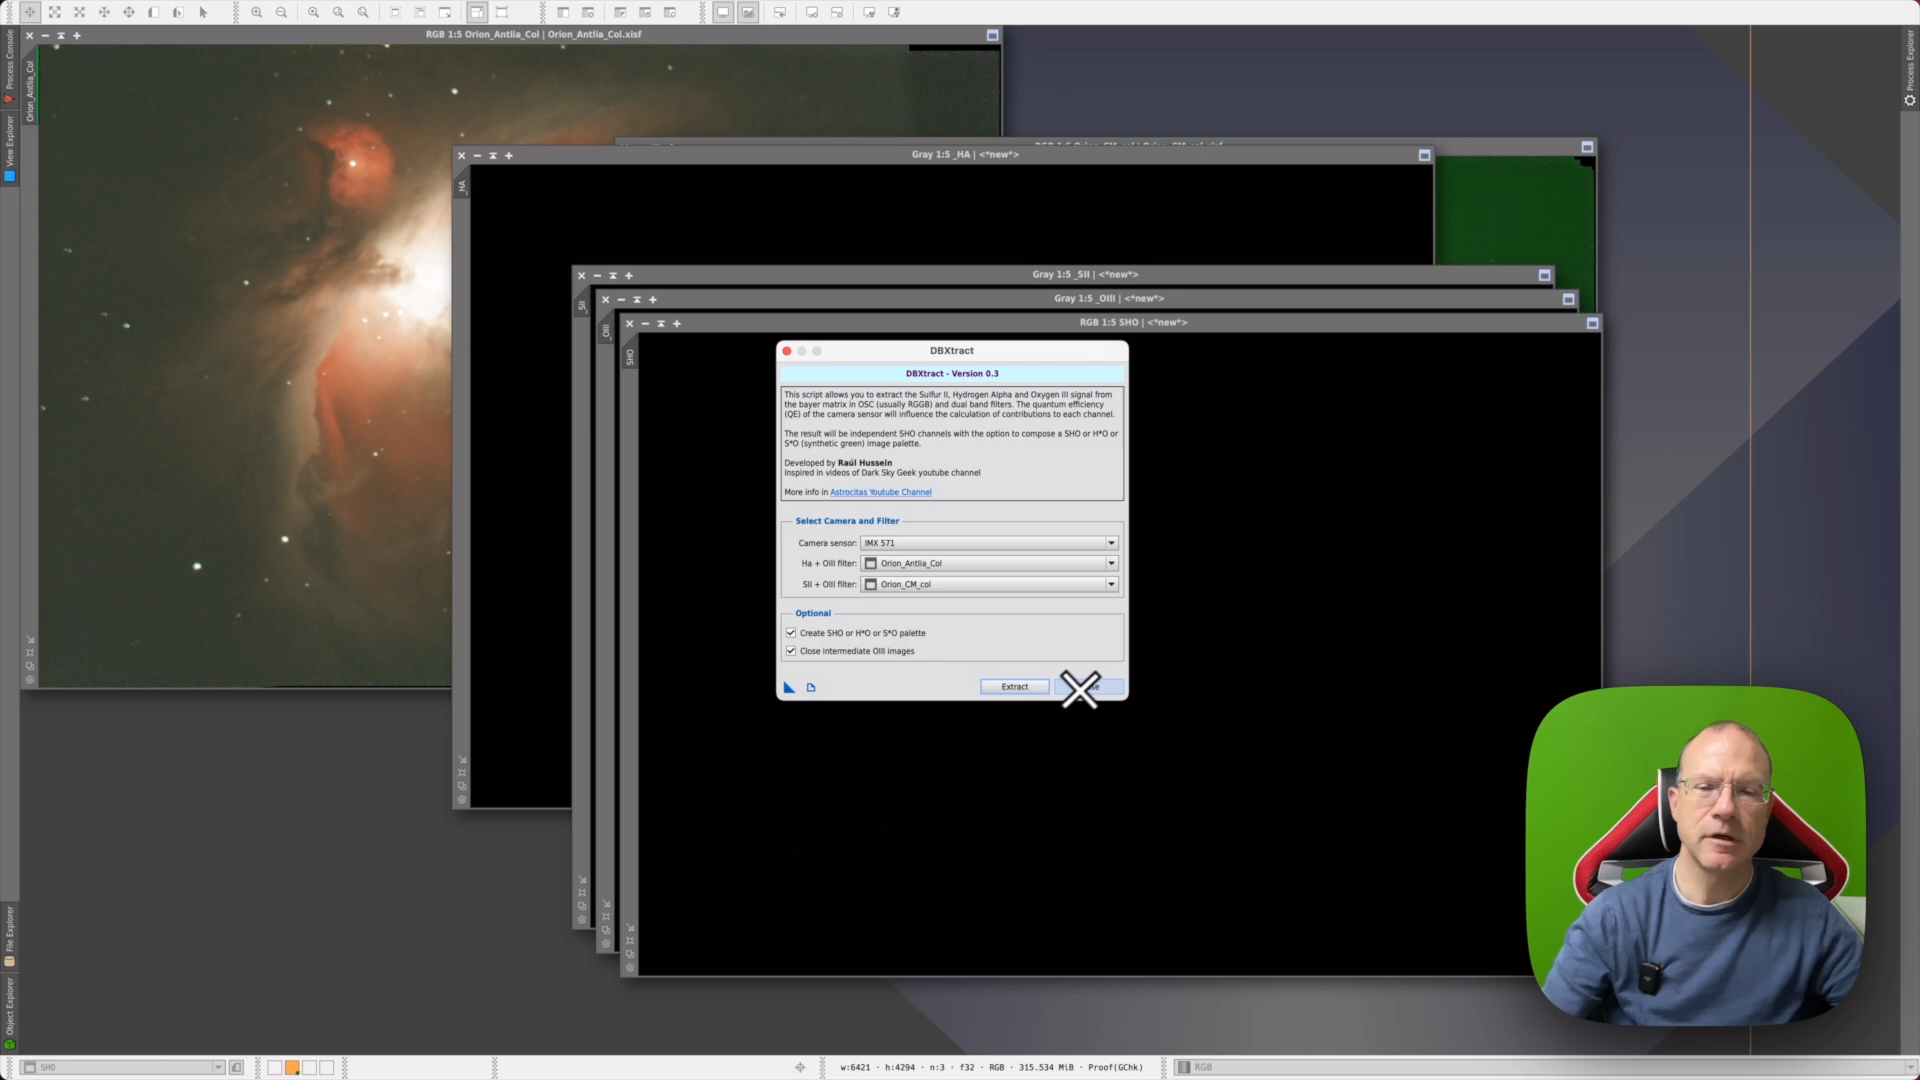 RGB 1:5 Orion_Antlia_Col | Orion_Antlia_Col.xisf
Process Console
Orion_Antlia_Col
View Explorer
Process Explorer
Gray 1:5 _HA | <*new*>
_HA
Gray 1:5 _SII | <*new*>
_SII
Gray 1:5 _OIII | <*new*>
_OIII
RGB 1:5 SHO | <*new*>
SHO
DBXtract
DBXtract - Version 0.3
This script allows you to extract the Sulfur II, Hydrogen Alpha and Oxygen III signal from
the bayer matrix in OSC (usually RGGB) and dual band filters. The quantum efficiency
(QE) of the camera sensor will influence the calculation of contributions to each channel.
The result will be independent SHO channels with the option to compose a SHO or H*O or
S*O (synthetic green) image palette.
Developed by Raúl Hussein
Inspired in videos of Dark Sky Geek youtube channel
More info in Astrocitas Youtube Channel
Select Camera and Filter
Camera sensor: IMX 571
Ha + OIII filter: Orion_Antlia_Col
SII + OIII filter: Orion_CM_col
Optional
Create SHO or H*O or S*O palette
Close intermediate OIII images
Extract
File Explorer
Object Explorer
SHO
w:6421 · h:4294 · n:3 · f32 · RGB · 315.534 MiB · Proof(GChk)
RGB